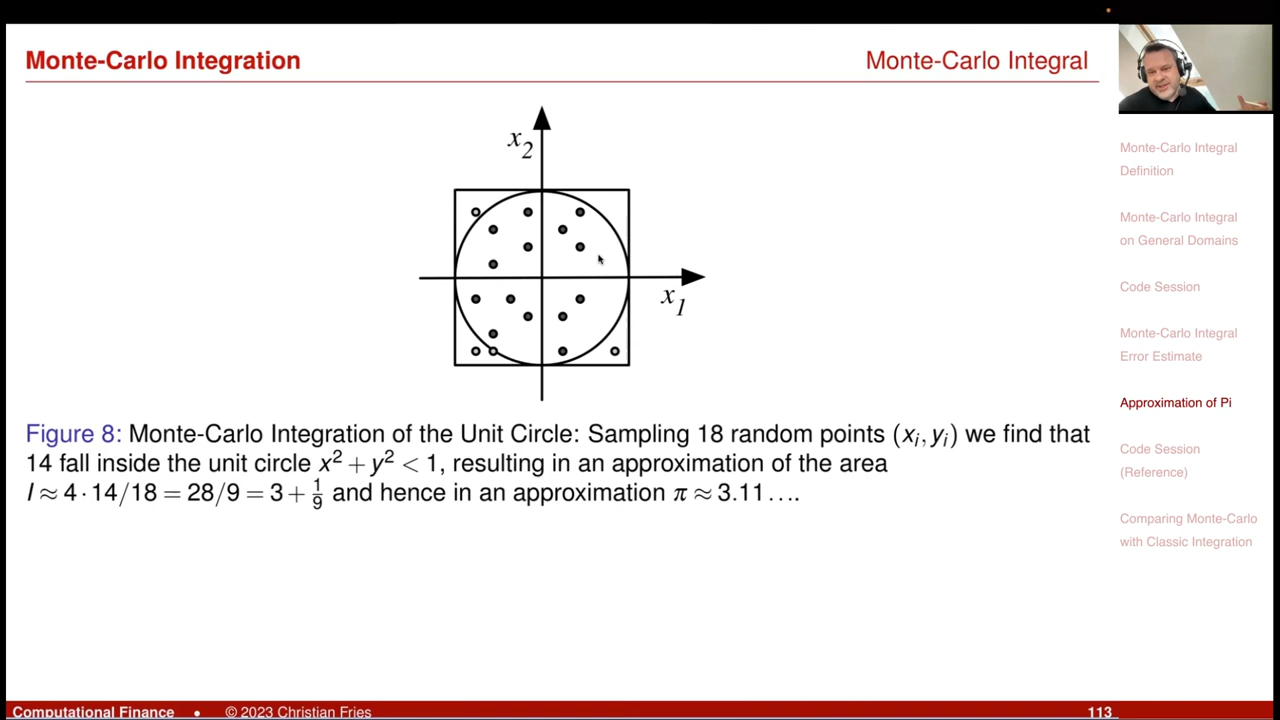 Monte-Carlo Integration
Monte-Carlo Integral
x2
x1
Figure 8: Monte-Carlo Integration of the Unit Circle: Sampling 18 random points (xi, yi) we find that
14 fall inside the unit circle x² + y² < 1, resulting in an approximation of the area
I ≈ 4 · 14/18 = 28/9 = 3 + 1/9 and hence in an approximation π ≈ 3.11….
Monte-Carlo Integral
Definition
Monte-Carlo Integral
on General Domains
Code Session
Monte-Carlo Integral
Error Estimate
Approximation of Pi
Code Session
(Reference)
Comparing Monte-Carlo
with Classic Integration
Computational Finance • © 2023 Christian Fries
113